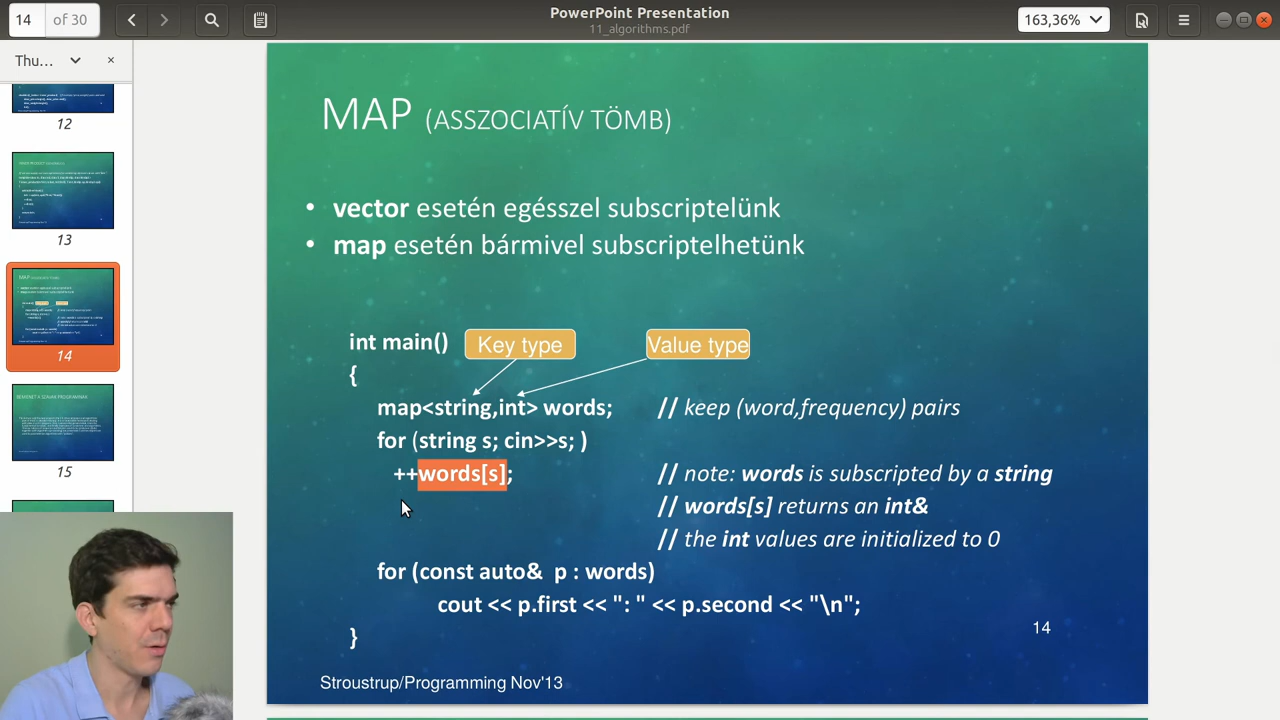 14 of 30
PowerPoint Presentation
11_algorithms.pdf
163,36%
Thu…
12
13
14
15
MAP (ASSZOCIATÍV TÖMB)
• vector esetén egésszel subscriptelünk
• map esetén bármivel subscriptelhetünk
int main()
Key type
Value type
{
map<string,int> words; // keep (word,frequency) pairs
for (string s; cin>>s; )
++words[s]; // note: words is subscripted by a string
// words[s] returns an int&
// the int values are initialized to 0
for (const auto& p : words)
cout << p.first << ": " << p.second << "\n";
}
14
Stroustrup/Programming Nov'13